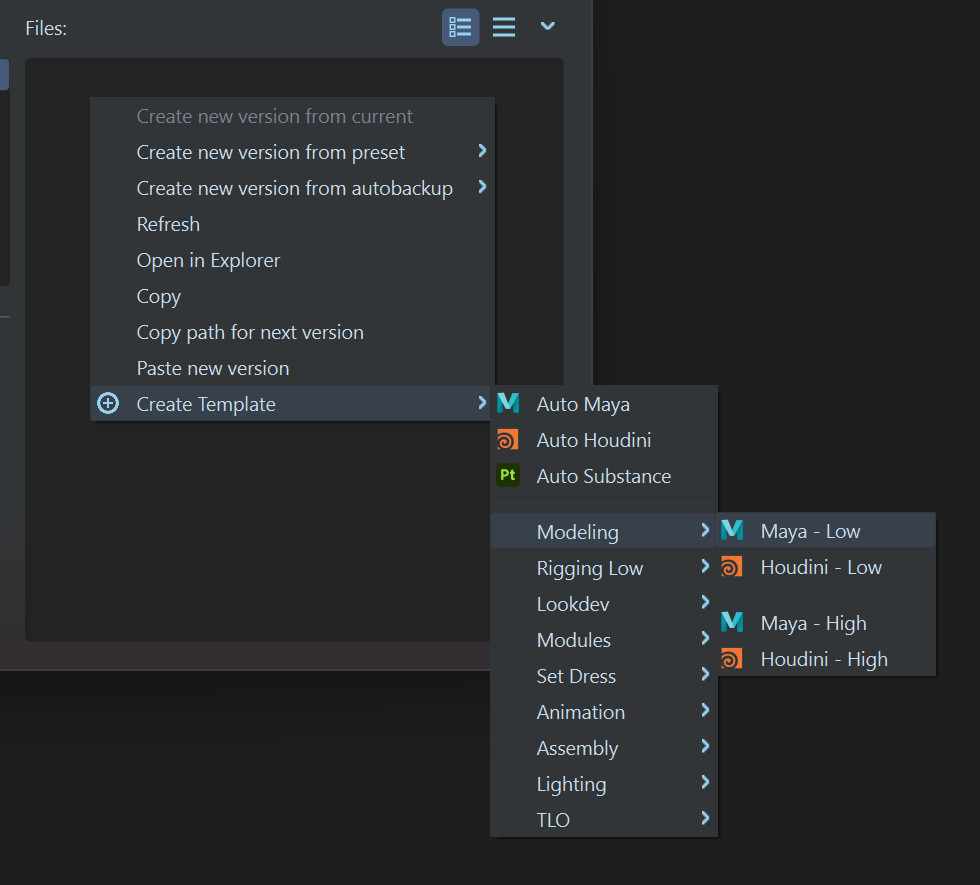 Files:
Create new version from current
Create new version from preset
Create new version from autobackup
Refresh
Open in Explorer
Copy
Copy path for next version
Paste new version
Create Template
Auto Maya
Auto Houdini
Pt Auto Substance
Modeling
Rigging Low
Lookdev
Modules
Set Dress
Animation
Assembly
Lighting
TLO
Maya - Low
Houdini - Low
Maya - High
Houdini - High